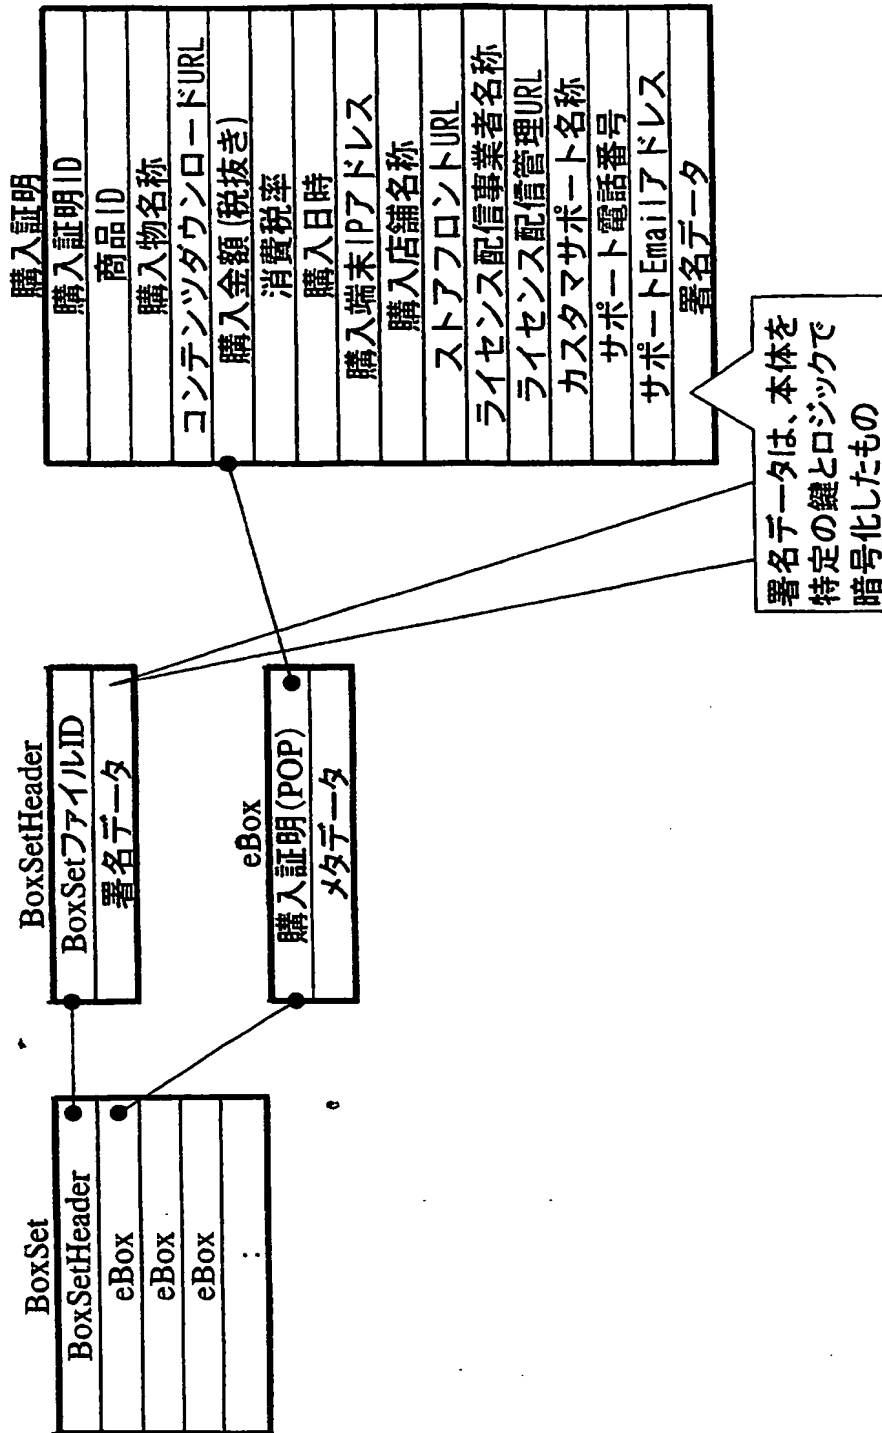 BoxSet
BoxSetHeader
eBox
eBox
eBox
:
BoxSetHeader
BoxSetファイルID
署名データ
eBox
購入証明(POP)
メタデータ
購入証明
購入証明ID
商品ID
購入物名称
コンテンツダウンロードURL
購入金額(税抜き)
消費税率
購入日時
購入端末IPアドレス
購入店舗名称
ストアフロントURL
ライセンス配信事業者名称
ライセンス配信管理URL
カスタマサポート名称
サポート電話番号
サポートEmailアドレス
署名データ
署名データは、本体を
特定の鍵とロジックで
暗号化したもの